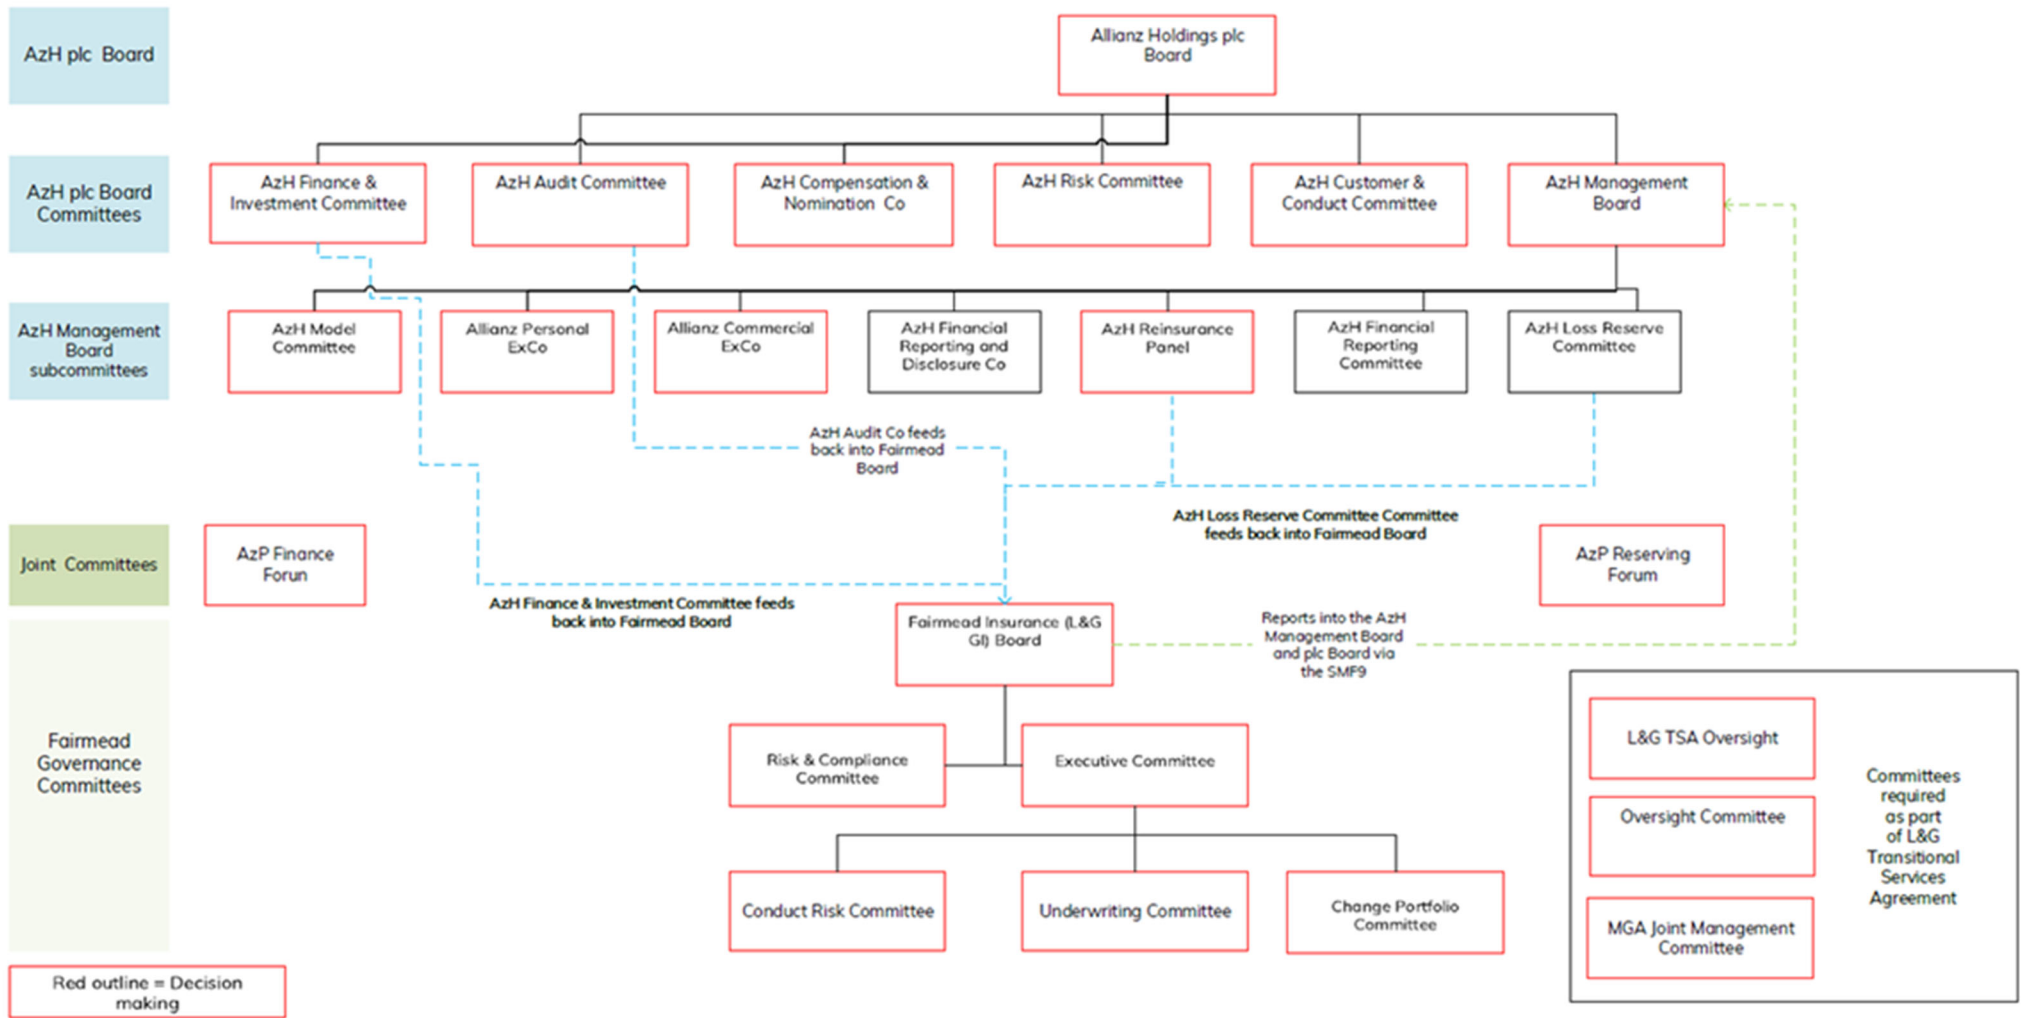 AzH plc  Board
Allianz Holdings plc
Board
AzH plc Board
Committees
AzH Finance &
Investment Committee
AzH Audit Committee
AzH Compensation &
Nomination  Co
AzH Risk Committee
AzH Customer &
Conduct Committee
AzH Management
Board
AzH Management
Board
subcommittees
AzH Model
Committee
Allianz Personal
ExCo
Allianz Commercial
ExCo
AzH Financial
Reporting and
Disclosure Co
AzH Reinsurance
Panel
AzH Financial
Reporting
Committee
AzH Loss Reserve
Committee
AzH Audit Co feeds
back into Fairmead
Board
AzH Loss Reserve Committee Committee
feeds back into Fairmead Board
Joint  Committees
AzP Finance
Forun
AzP Reserving
Forum
AzH Finance & Investment Committee feeds
back into Fairmead Board
Fairmead Insurance (L&G
GI) Board
Reports into the AzH
Management Board
and plc Board via
the SMF9
Fairmead
Governance
Committees
Risk & Compliance
Committee
Executive Committee
Conduct Risk Committee
Underwriting Committee
Change Portfolio
Committee
L&G TSA Oversight
Oversight Committee
MGA Joint Management
Committee
Committees
required
as part
of L&G
Transitional
Services
Agreement
Red outline = Decision
making